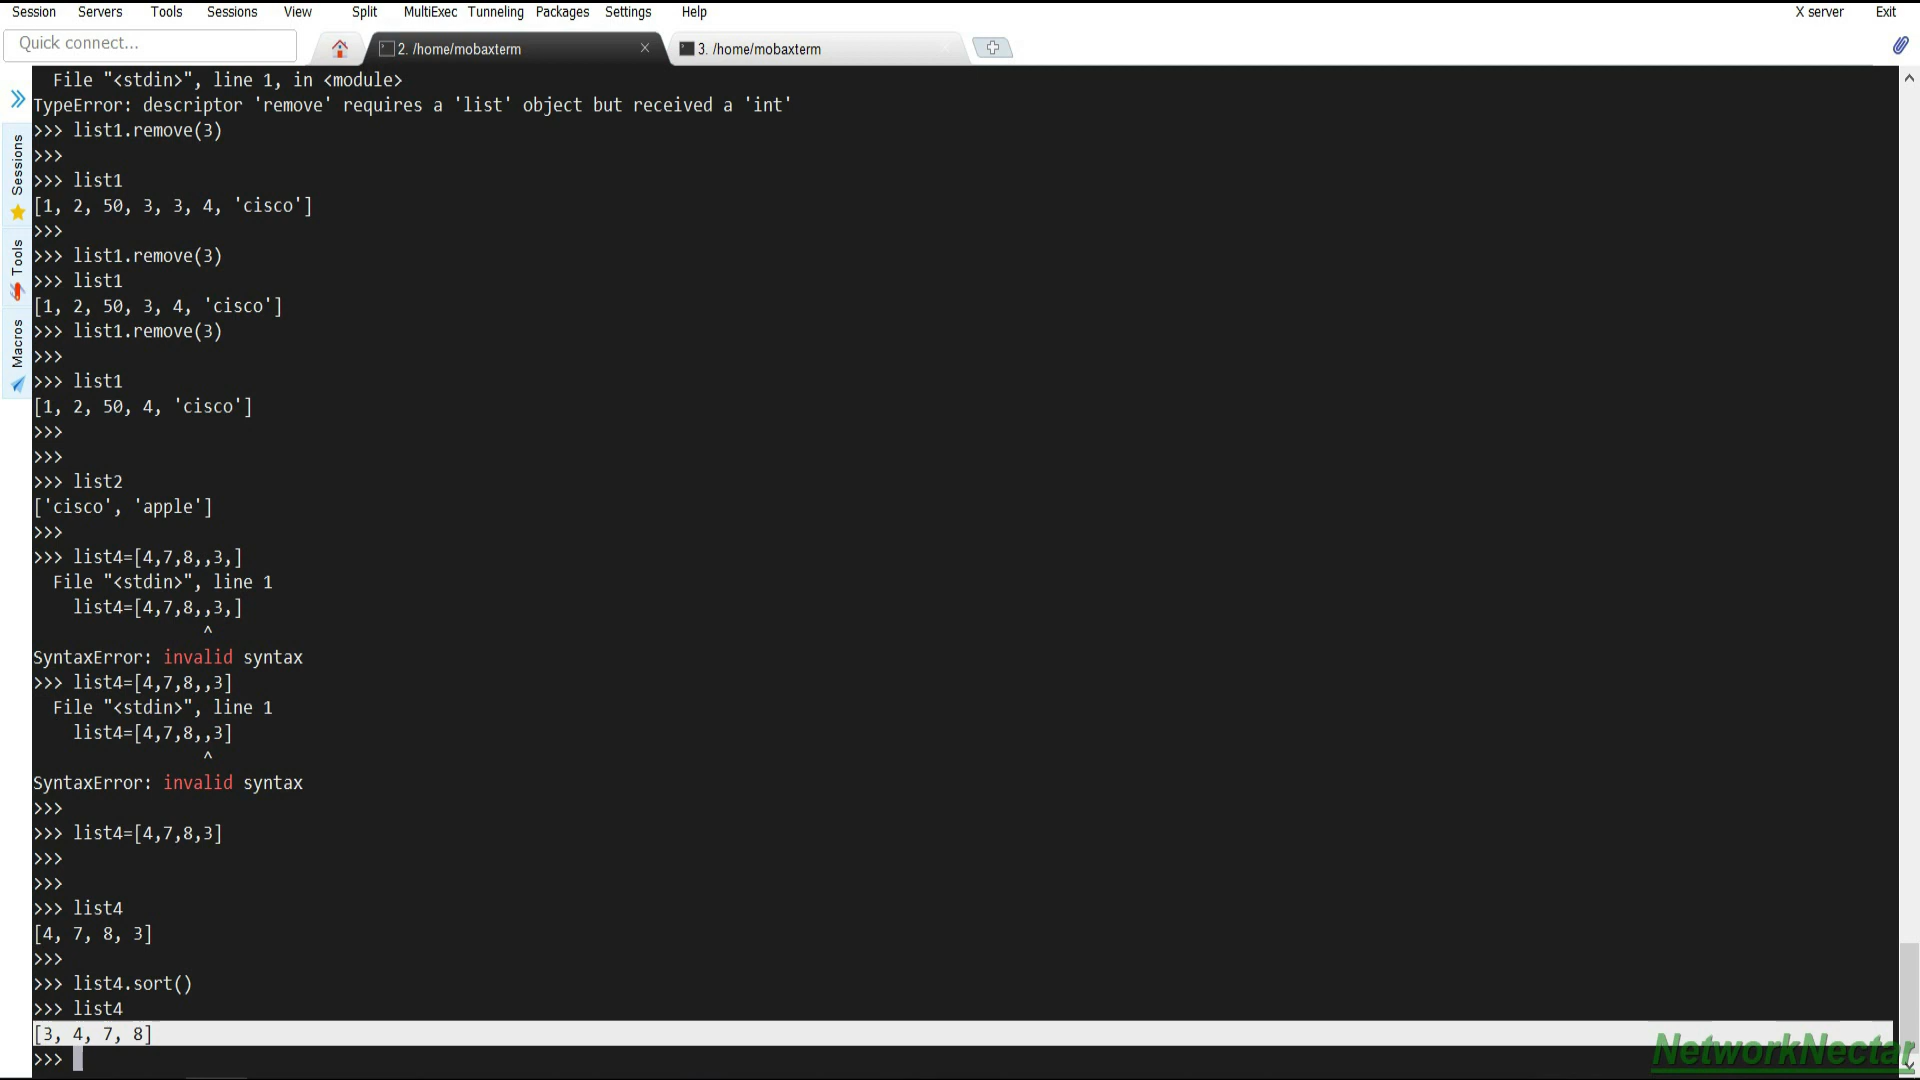 Session Servers Tools Sessions View Split MultiExec Tunneling Packages Settings Help X server Exit
Quick connect... 2. /home/mobaxterm 3. /home/mobaxterm
Sessions
Tools
Macros
File "<stdin>", line 1, in <module>
TypeError: descriptor 'remove' requires a 'list' object but received a 'int'
>>> list1.remove(3)
>>>
>>> list1
[1, 2, 50, 3, 3, 4, 'cisco']
>>>
>>> list1.remove(3)
>>> list1
[1, 2, 50, 3, 4, 'cisco']
>>> list1.remove(3)
>>>
>>> list1
[1, 2, 50, 4, 'cisco']
>>>
>>>
>>> list2
['cisco', 'apple']
>>>
>>> list4=[4,7,8,,3,]
File "<stdin>", line 1
list4=[4,7,8,,3,]
^
SyntaxError: invalid syntax
>>> list4=[4,7,8,,3]
File "<stdin>", line 1
list4=[4,7,8,,3]
^
SyntaxError: invalid syntax
>>>
>>> list4=[4,7,8,3]
>>>
>>>
>>> list4
[4, 7, 8, 3]
>>>
>>> list4.sort()
>>> list4
[3, 4, 7, 8]
>>>
NetworkNectar